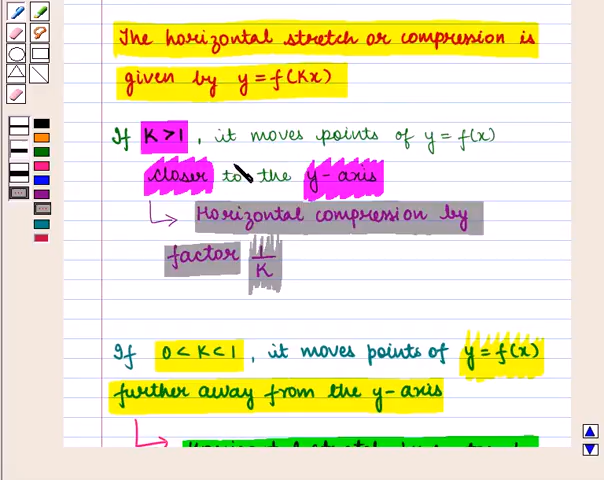 The horizontal stretch or compression is
given by y = f(Kx)
If K > 1 , it moves points of y = f(x)
closer to the y-axis
Horizontal compression by
factor 1/K
If 0 < K < 1 , it moves points of y = f(x)
further away from the y-axis